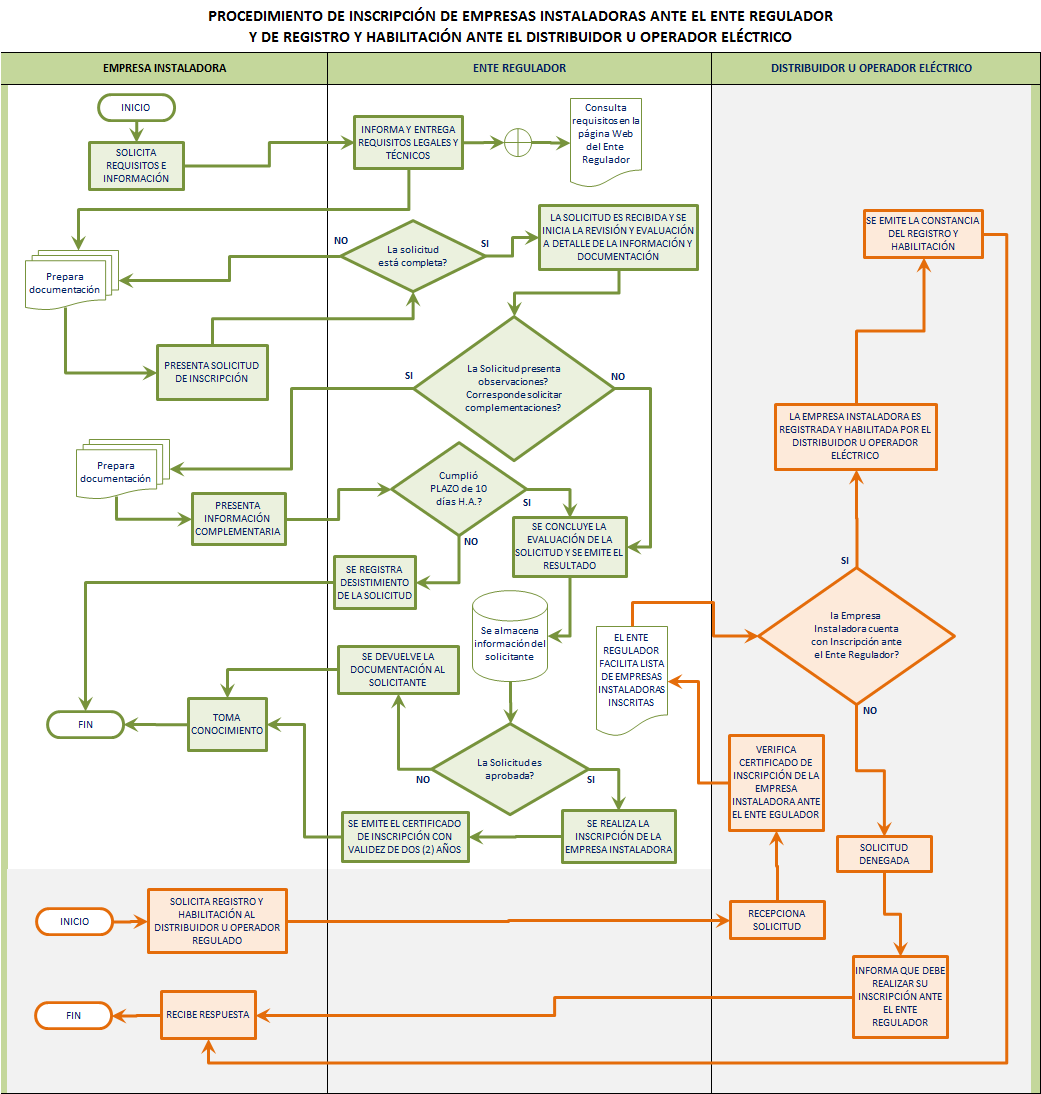 PROCEDIMIENTO DE INSCRIPCIÓN DE EMPRESAS INSTALADORAS ANTE EL ENTE REGULADOR
Y DE REGISTRO Y HABILITACIÓN ANTE EL DISTRIBUIDOR U OPERADOR ELÉCTRICO
EMPRESA INSTALADORA
ENTE REGULADOR
DISTRIBUIDOR U OPERADOR ELÉCTRICO
INICIO
SOLICITA
REQUISITOS E
INFORMACIÓN
INFORMA Y ENTREGA
REQUISITOS LEGALES Y
TÉCNICOS
Consulta
requisitos en la
página Web
del Ente
Regulador
Prepara
documentación
PRESENTA SOLICITUD
DE INSCRIPCIÓN
NO
La solicitud
está completa?
SI
LA SOLICITUD ES RECIBIDA Y SE
INICIA LA REVISIÓN Y EVALUACIÓN
A DETALLE DE LA INFORMACIÓN Y
DOCUMENTACIÓN
SI
La Solicitud presenta
observaciones?
Corresponde solicitar
complementaciones?
NO
Prepara
documentación
PRESENTA
INFORMACIÓN
COMPLEMENTARIA
Cumplió
PLAZO de 10
días H.A.?
SI
NO
SE CONCLUYE LA
EVALUACIÓN DE LA
SOLICITUD Y SE EMITE EL
RESULTADO
SE REGISTRA
DESISTIMIENTO
DE LA SOLICITUD
Se almacena
información del
solicitante
SE DEVUELVE LA
DOCUMENTACIÓN AL
SOLICITANTE
FIN
TOMA
CONOCIMIENTO
La Solicitud es
aprobada?
NO
SI
SE EMITE EL CERTIFICADO
DE INSCRIPCIÓN CON
VALIDEZ DE DOS (2) AÑOS
SE REALIZA LA
INSCRIPCIÓN DE LA
EMPRESA INSTALADORA
INICIO
SOLICITA REGISTRO Y
HABILITACIÓN AL
DISTRIBUIDOR U OPERADOR
REGULADO
RECEPCIONA
SOLICITUD
VERIFICA
CERTIFICADO DE
INSCRIPCIÓN DE LA
EMPRESA
INSTALADORA ANTE
EL ENTE EGULADOR
EL ENTE
REGULADOR
FACILITA LISTA
DE EMPRESAS
INSTALADORAS
INSCRITAS
la Empresa
Instaladora cuenta
con Inscripción ante
el Ente Regulador?
SI
NO
LA EMPRESA INSTALADORA ES
REGISTRADA Y HABILITADA POR EL
DISTRIBUIDOR U OPERADOR
ELÉCTRICO
SE EMITE LA CONSTANCIA
DEL REGISTRO Y
HABILITACIÓN
SOLICITUD
DENEGADA
INFORMA QUE DEBE
REALIZAR SU
INSCRIPCIÓN ANTE
EL ENTE
REGULADOR
RECIBE RESPUESTA
FIN